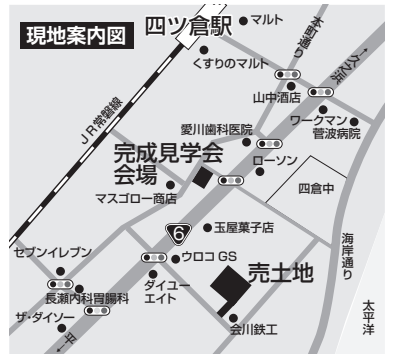 現地案内図
四ツ倉駅
マルト
くすりのマルト
本町通り
↑久之浜
山中酒店
ワークマン
菅波病院
JR常磐線
愛川歯科医院
ローソン
完成見学会
会場
マスゴロー商店
四倉中
海岸通り
6
玉屋菓子店
セブンイレブン
ウロコGS
売土地
長瀬内科胃腸科
ダイユー
エイト
ザ・ダイソー
↓平
会川鉄工
太平洋